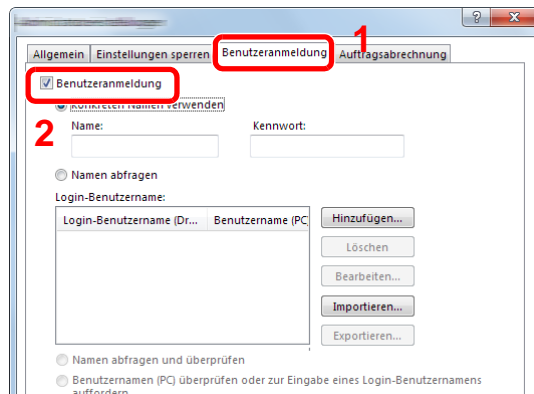 1
Allgemein Einstellungen sperren Benutzeranmeldung Auftragsabrechnung
Benutzeranmeldung
Konkreten Namen verwenden
2
Name: Kennwort:
Namen abfragen
Login-Benutzername:
Login-Benutzername (Dr... Benutzername (PC)
Hinzufügen...
Löschen
Bearbeiten...
Importieren...
Exportieren...
Namen abfragen und überprüfen
Benutzernamen (PC) überprüfen oder zur Eingabe eines Login-Benutzernamens
auffordern